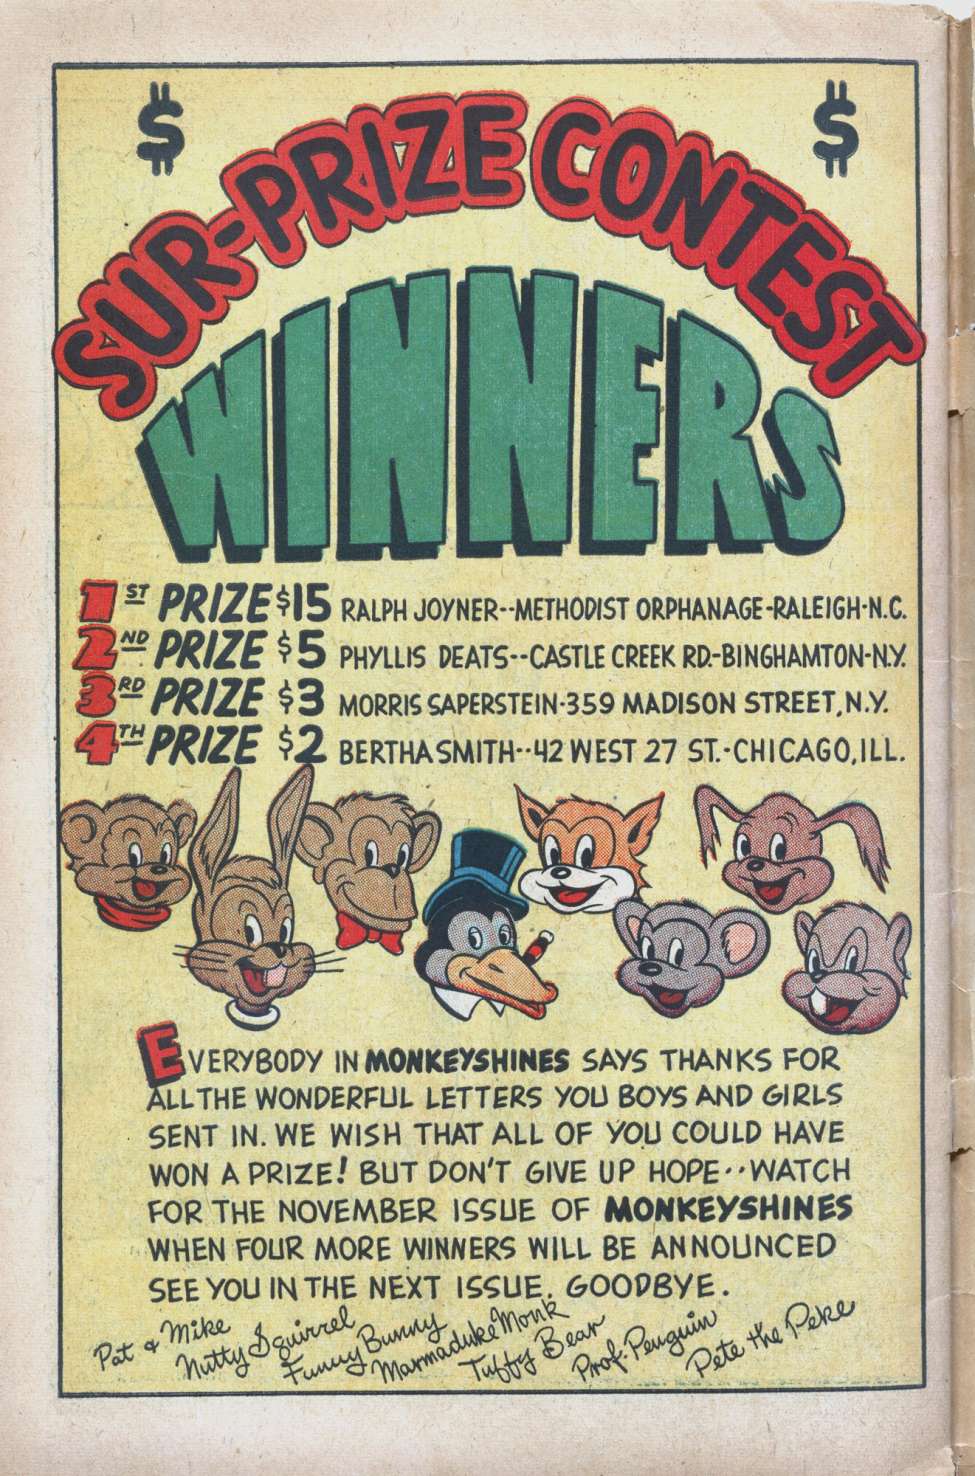 $ $
SUR-PRIZE CONTEST
WINNERS
1ST PRIZE $15 RALPH JOYNER--METHODIST ORPHANAGE-RALEIGH-N.C.
2ND PRIZE $5 PHYLLIS DEATS--CASTLE CREEK RD.-BINGHAMTON-N.Y.
3RD PRIZE $3 MORRIS SAPERSTEIN-359 MADISON STREET, N.Y.
4TH PRIZE $2 BERTHA SMITH--42 WEST 27 ST.-CHICAGO, ILL.
EVERYBODY IN MONKEYSHINES SAYS THANKS FOR
ALL THE WONDERFUL LETTERS YOU BOYS AND GIRLS
SENT IN. WE WISH THAT ALL OF YOU COULD HAVE
WON A PRIZE! BUT DON'T GIVE UP HOPE--WATCH
FOR THE NOVEMBER ISSUE OF MONKEYSHINES
WHEN FOUR MORE WINNERS WILL BE ANNOUNCED
SEE YOU IN THE NEXT ISSUE. GOODBYE.
Pat & Mike
Nutty Squirrel
Funny Bunny
Marmaduke Monk
Tuffy Bear
Prof. Penguin
Pete the Peke